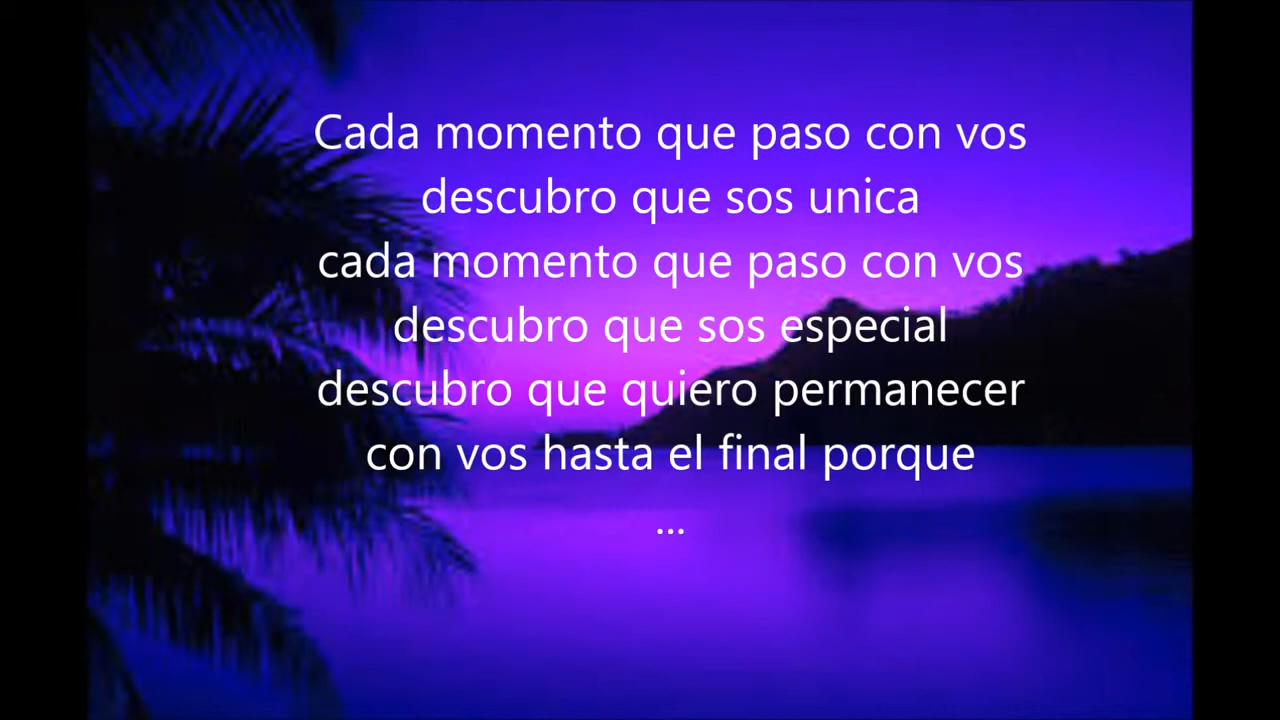 Cada momento que paso con vos
descubro que sos unica
cada momento que paso con vos
descubro que sos especial
descubro que quiero permanecer
con vos hasta el final porque
...